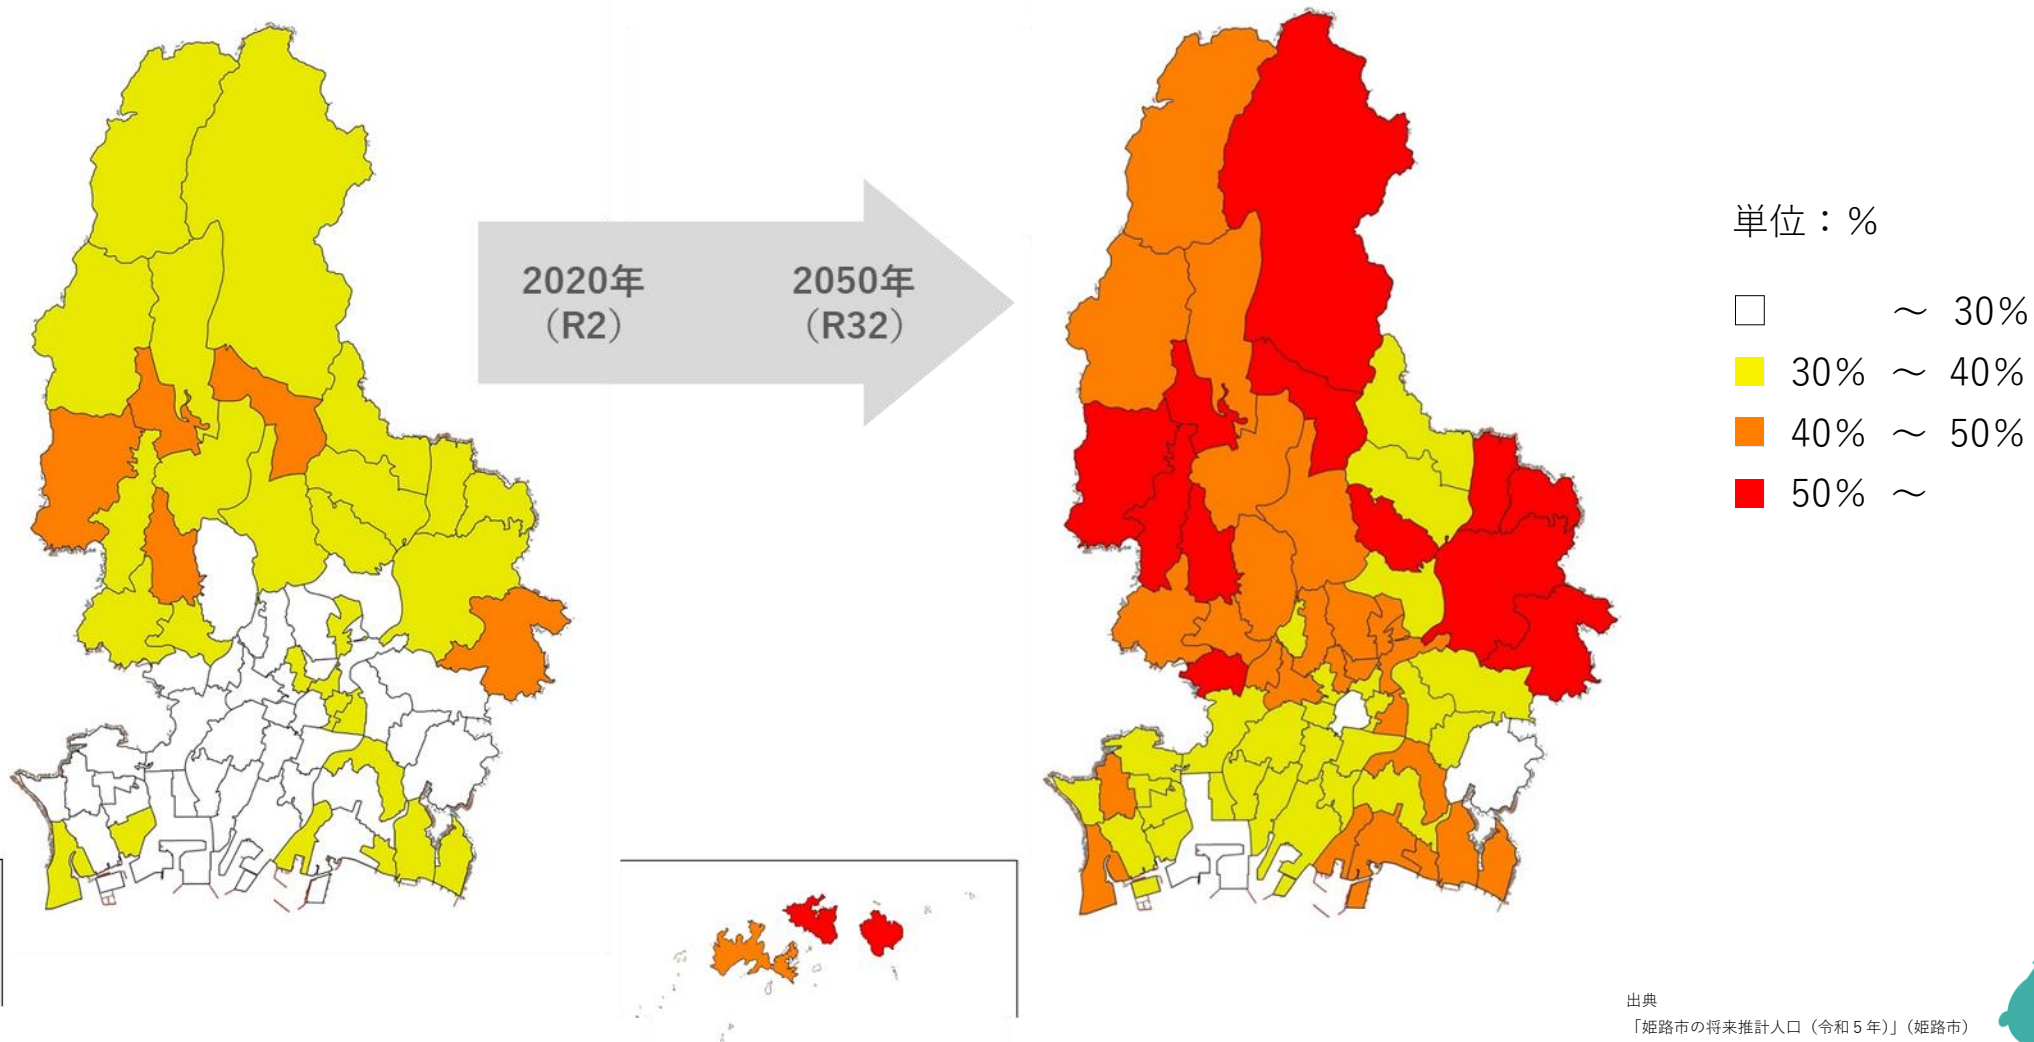 2020年
（R2）
2050年
（R32）
単位：%
～ 30%
30% ～ 40%
40% ～ 50%
50% ～
出典
「姫路市の将来推計人口（令和５年）」（姫路市）